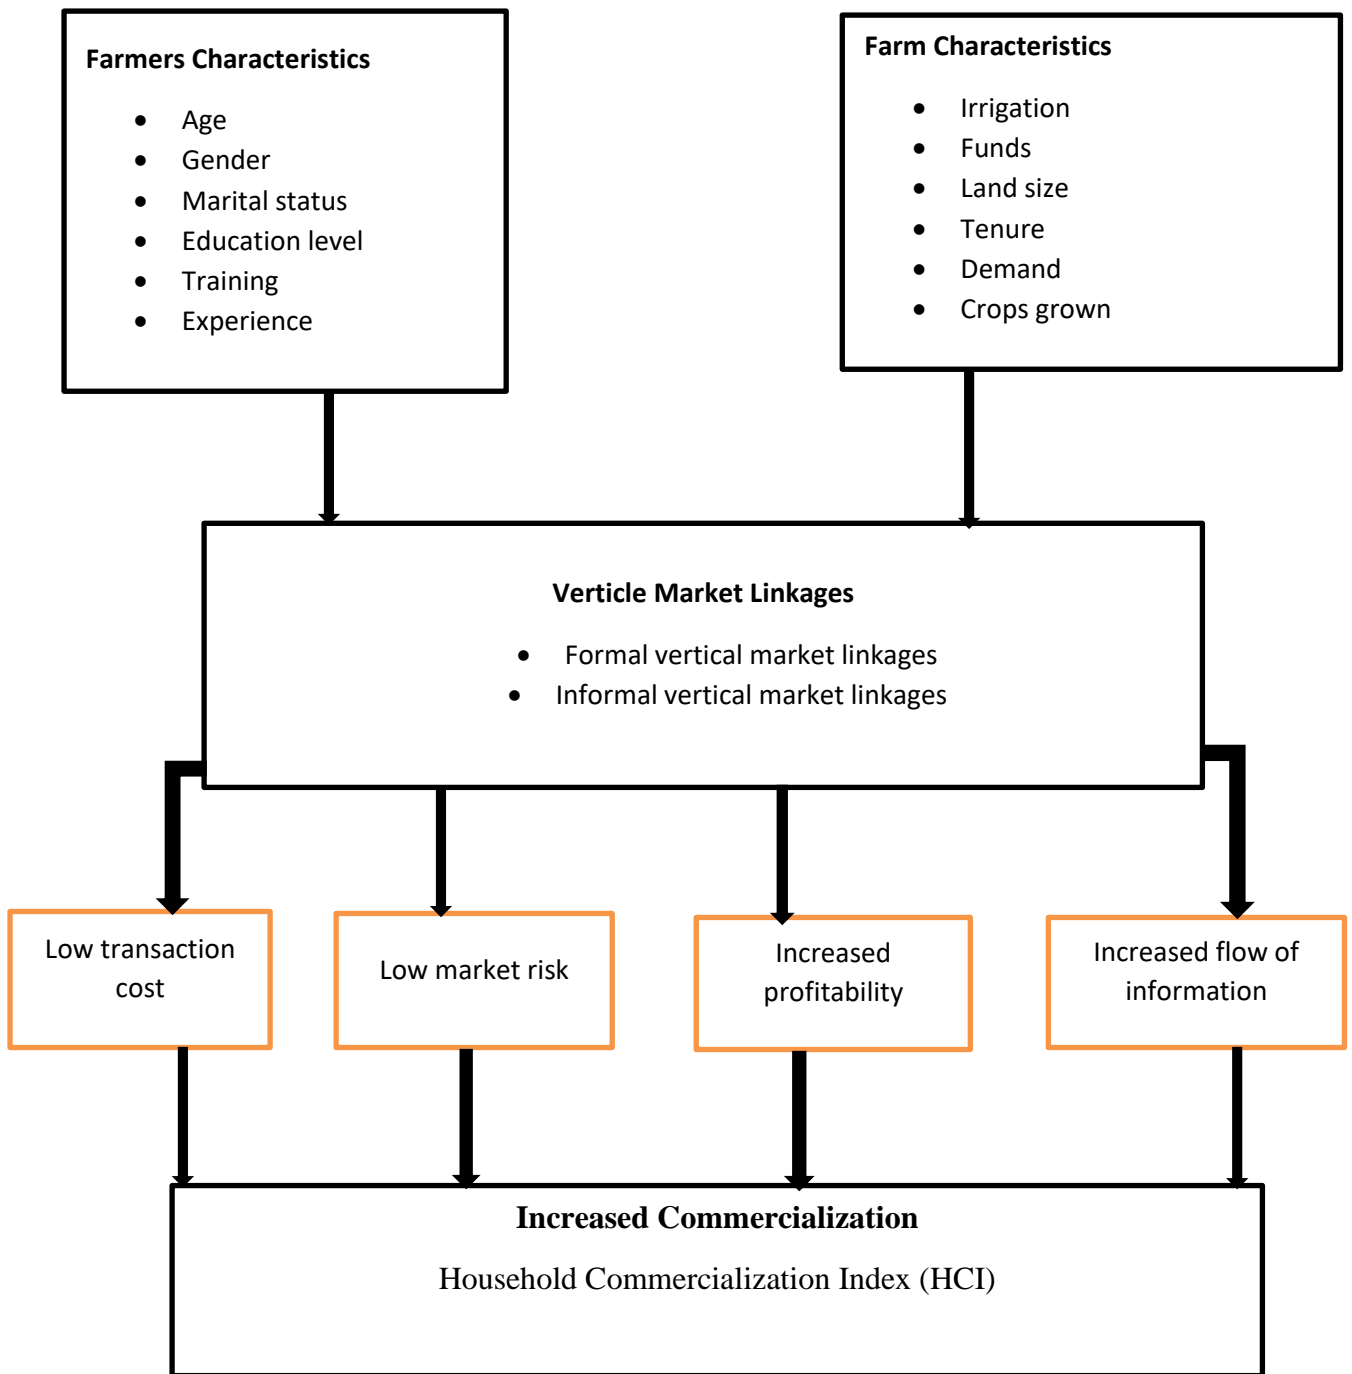 Farmers Characteristics
• Age
• Gender
• Marital status
• Education level
• Training
• Experience
Farm Characteristics
• Irrigation
• Funds
• Land size
• Tenure
• Demand
• Crops grown
Verticle Market Linkages
• Formal vertical market linkages
• Informal vertical market linkages
Low transaction
cost
Low market risk
Increased
profitability
Increased flow of
information
Increased Commercialization
Household Commercialization Index (HCI)